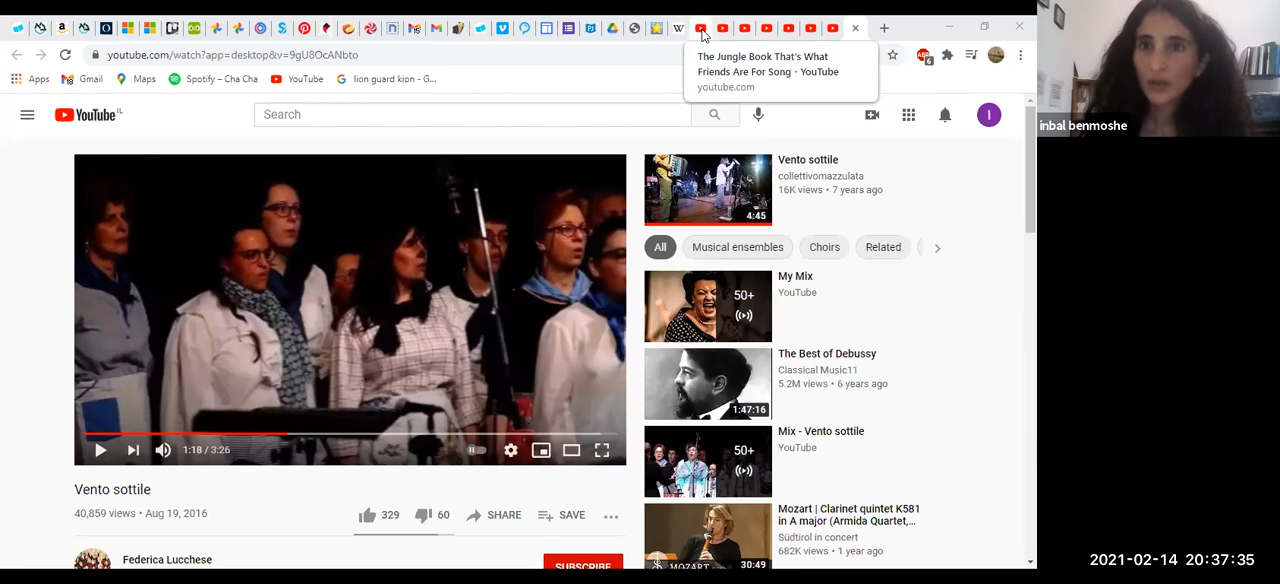 The Jungle Book That's What
Friends Are For Song - YouTube
youtube.com
youtube.com/watch?app=desktop&v=9gU8OcANbto
Apps
Gmail
Maps
Spotify – Cha Cha
YouTube
lion guard kion - G...
inbal benmoshe
YouTube IL
Search
I
Vento sottile
collettivomazzulata
16K views • 7 years ago
4:45
All
Musical ensembles
Choirs
Related
My Mix
YouTube
50+
The Best of Debussy
Classical Music11
5.2M views • 6 years ago
1:47:16
Mix - Vento sottile
YouTube
50+
1:18 / 3:26
Vento sottile
40,859 views • Aug 19, 2016
329
60
SHARE
SAVE
Mozart | Clarinet quintet K581
in A major (Armida Quartet,...
Südtirol in concert
682K views • 1 year ago
MOZART
30:49
Federica Lucchese
SUBSCRIBE
2021-02-14 20:37:35